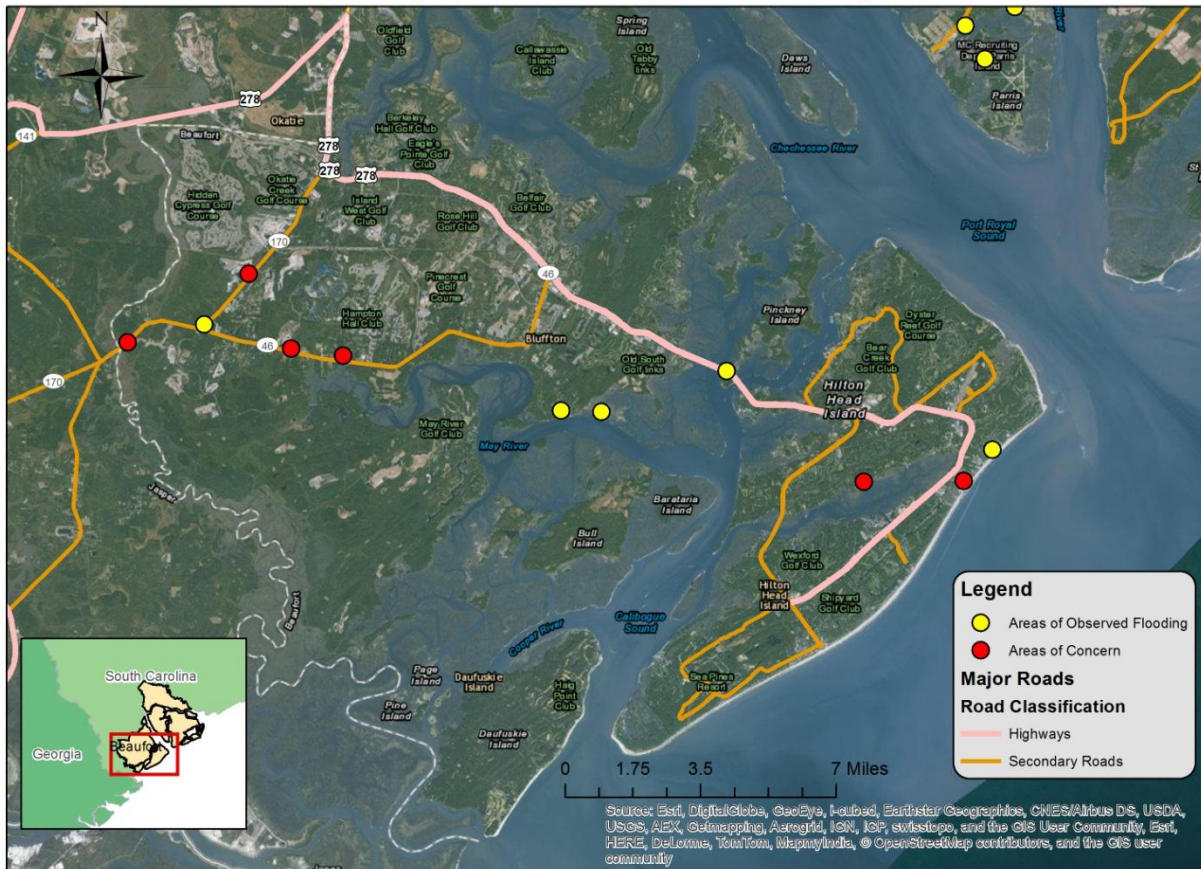 N
Oldfield
Golf
Club
Callawassie
Island
Club
Spring
Island
Old
Tabby
links
Daws
Island
River
MC Recruiting
Parris
Island
278
141
Beaufort
Okatie
278
278
278
Berkeley
Hall Golf Club
Eagle's
Pointe Golf
Club
Chechessee River
Hidden
Cypress Golf
Course
Okatie
Creek
Golf Course
Island
West Golf
Club
Rose Hill
Golf Club
Belfair Golf
Club
Port Royal
Sound
St
170
46
Pinecrest
Golf
Course
Hampton
Hall Club
Pinckney
Island
Oyster
Reef Golf
Course
Bear
Creek
Golf Club
46
Bluffton
Old South
Golf links
170
Hilton
Head
Island
May River
Golf Club
May River
Jasper
Beaufort
Barataria
Island
Bull
Island
Wexford
Golf Club
Hilton
Head
Island
Shipyard
Golf Club
Calibogue
Sound
Cooper River
Page
Island
Daufuskie
Island
Pine
Island
Haig
Point
Club
Sea Pines
Resort
Daufuskie
Island
Legend
Areas of Observed Flooding
Areas of Concern
Major Roads
Road Classification
Highways
Secondary Roads
South Carolina
Beaufort
Georgia
0 1.75 3.5 7 Miles
Source: Esri, DigitalGlobe, GeoEye, i-cubed, Earthstar Geographics, CNES/Airbus DS, USDA,
USGS, AEX, Getmapping, Aerogrid, IGN, IGP, swisstopo, and the GIS User Community, Esri,
HERE, DeLorme, TomTom, MapmyIndia, © OpenStreetMap contributors, and the GIS user
community